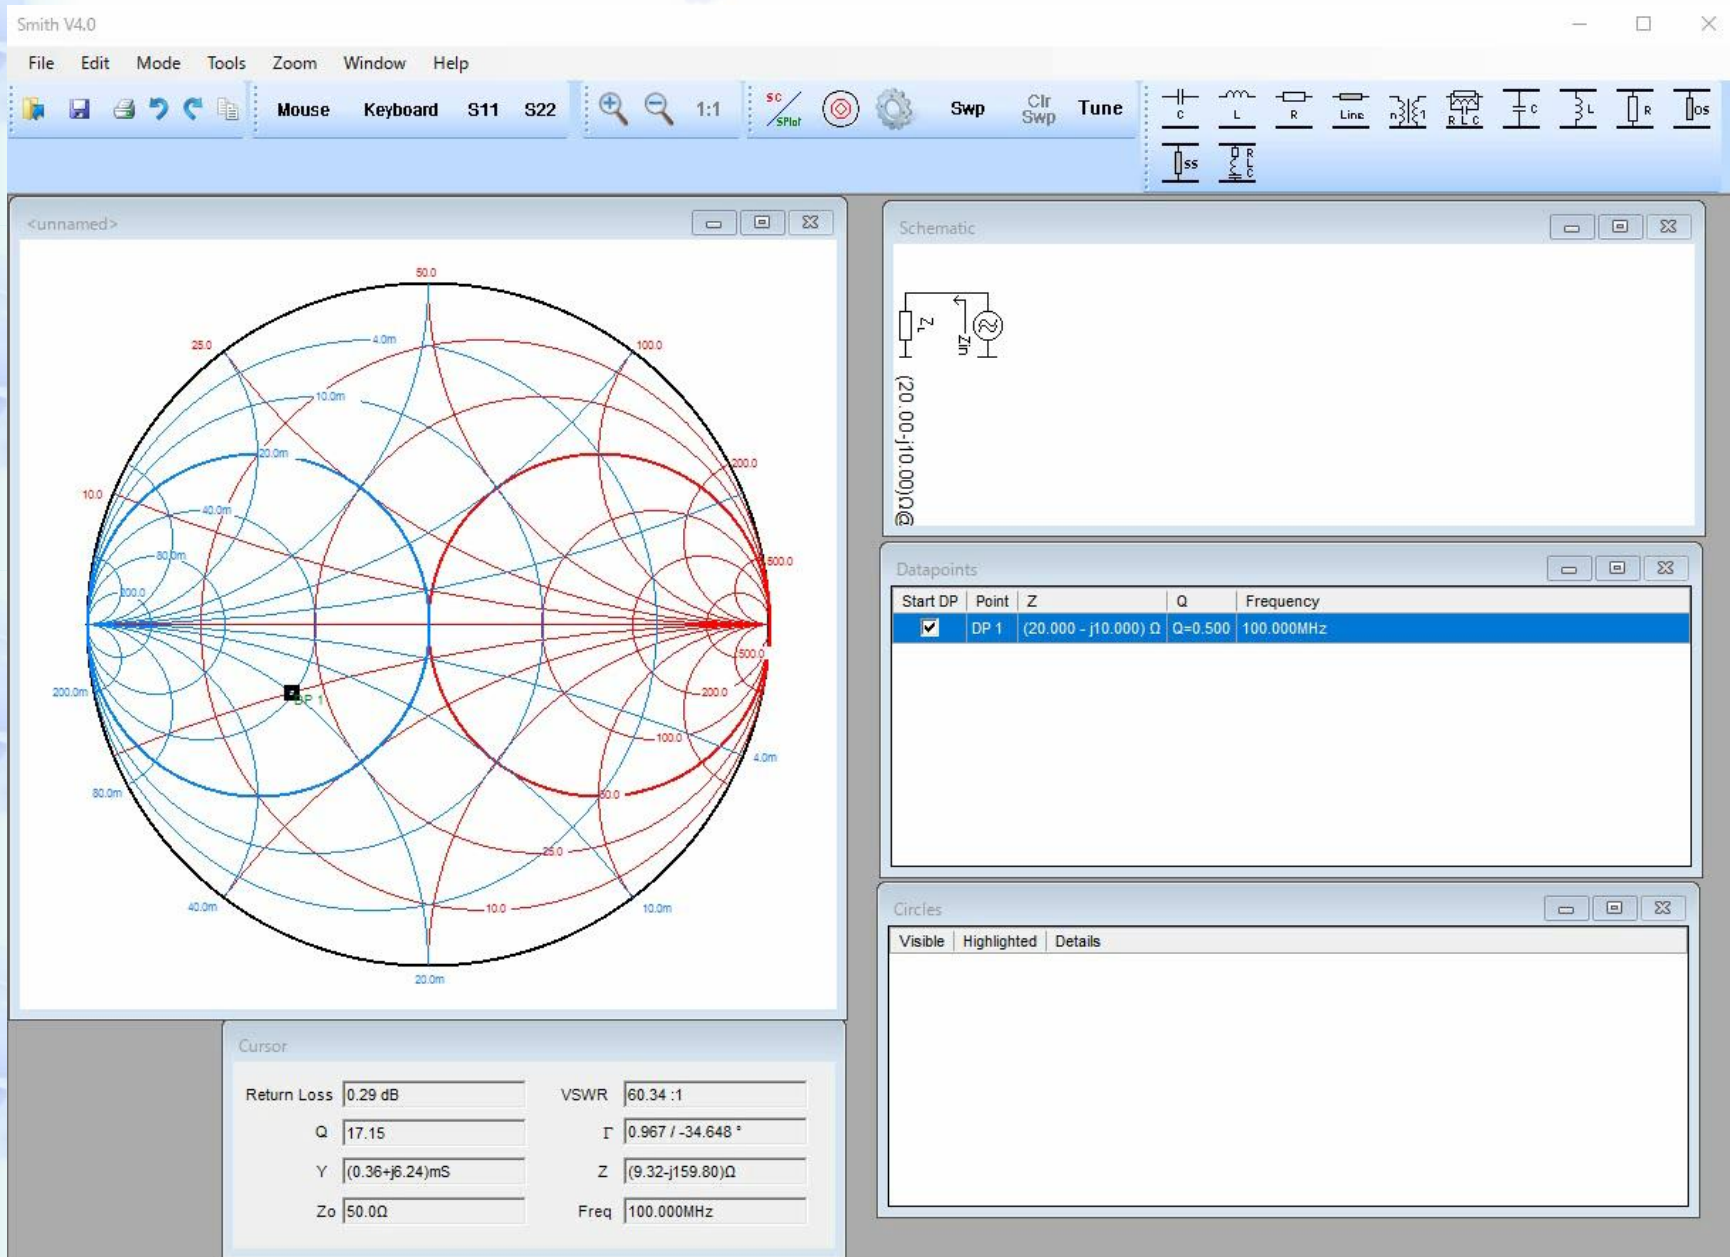 Smith V4.0
File Edit Mode Tools Zoom Window Help
Mouse Keyboard S11 S22 1:1 SC SPlot Swp Clr Swp Tune C L R Line n 1 R L C C L R OS
SS R L C
<unnamed>
50.0
25.0
100.0
4.0m
10.0m
20.0m
200.0
10.0
40.0m
80.0m
500.0
200.0
500.0
200.0m
200.0
DP 1
100.0
4.0m
80.0m
50.0
25.0
40.0m
10.0
10.0m
20.0m
Schematic
ZL
Zin
(20.00-j10.00)Ω@
Datapoints
Start DP Point Z Q Frequency
DP 1 (20.000 - j10.000) Ω Q=0.500 100.000MHz
Circles
Visible Highlighted Details
Cursor
Return Loss 0.29 dB VSWR 60.34 :1
Q 17.15 Γ 0.967 / -34.648 °
Y (0.36+j6.24)mS Z (9.32-j159.80)Ω
Zo 50.0Ω Freq 100.000MHz